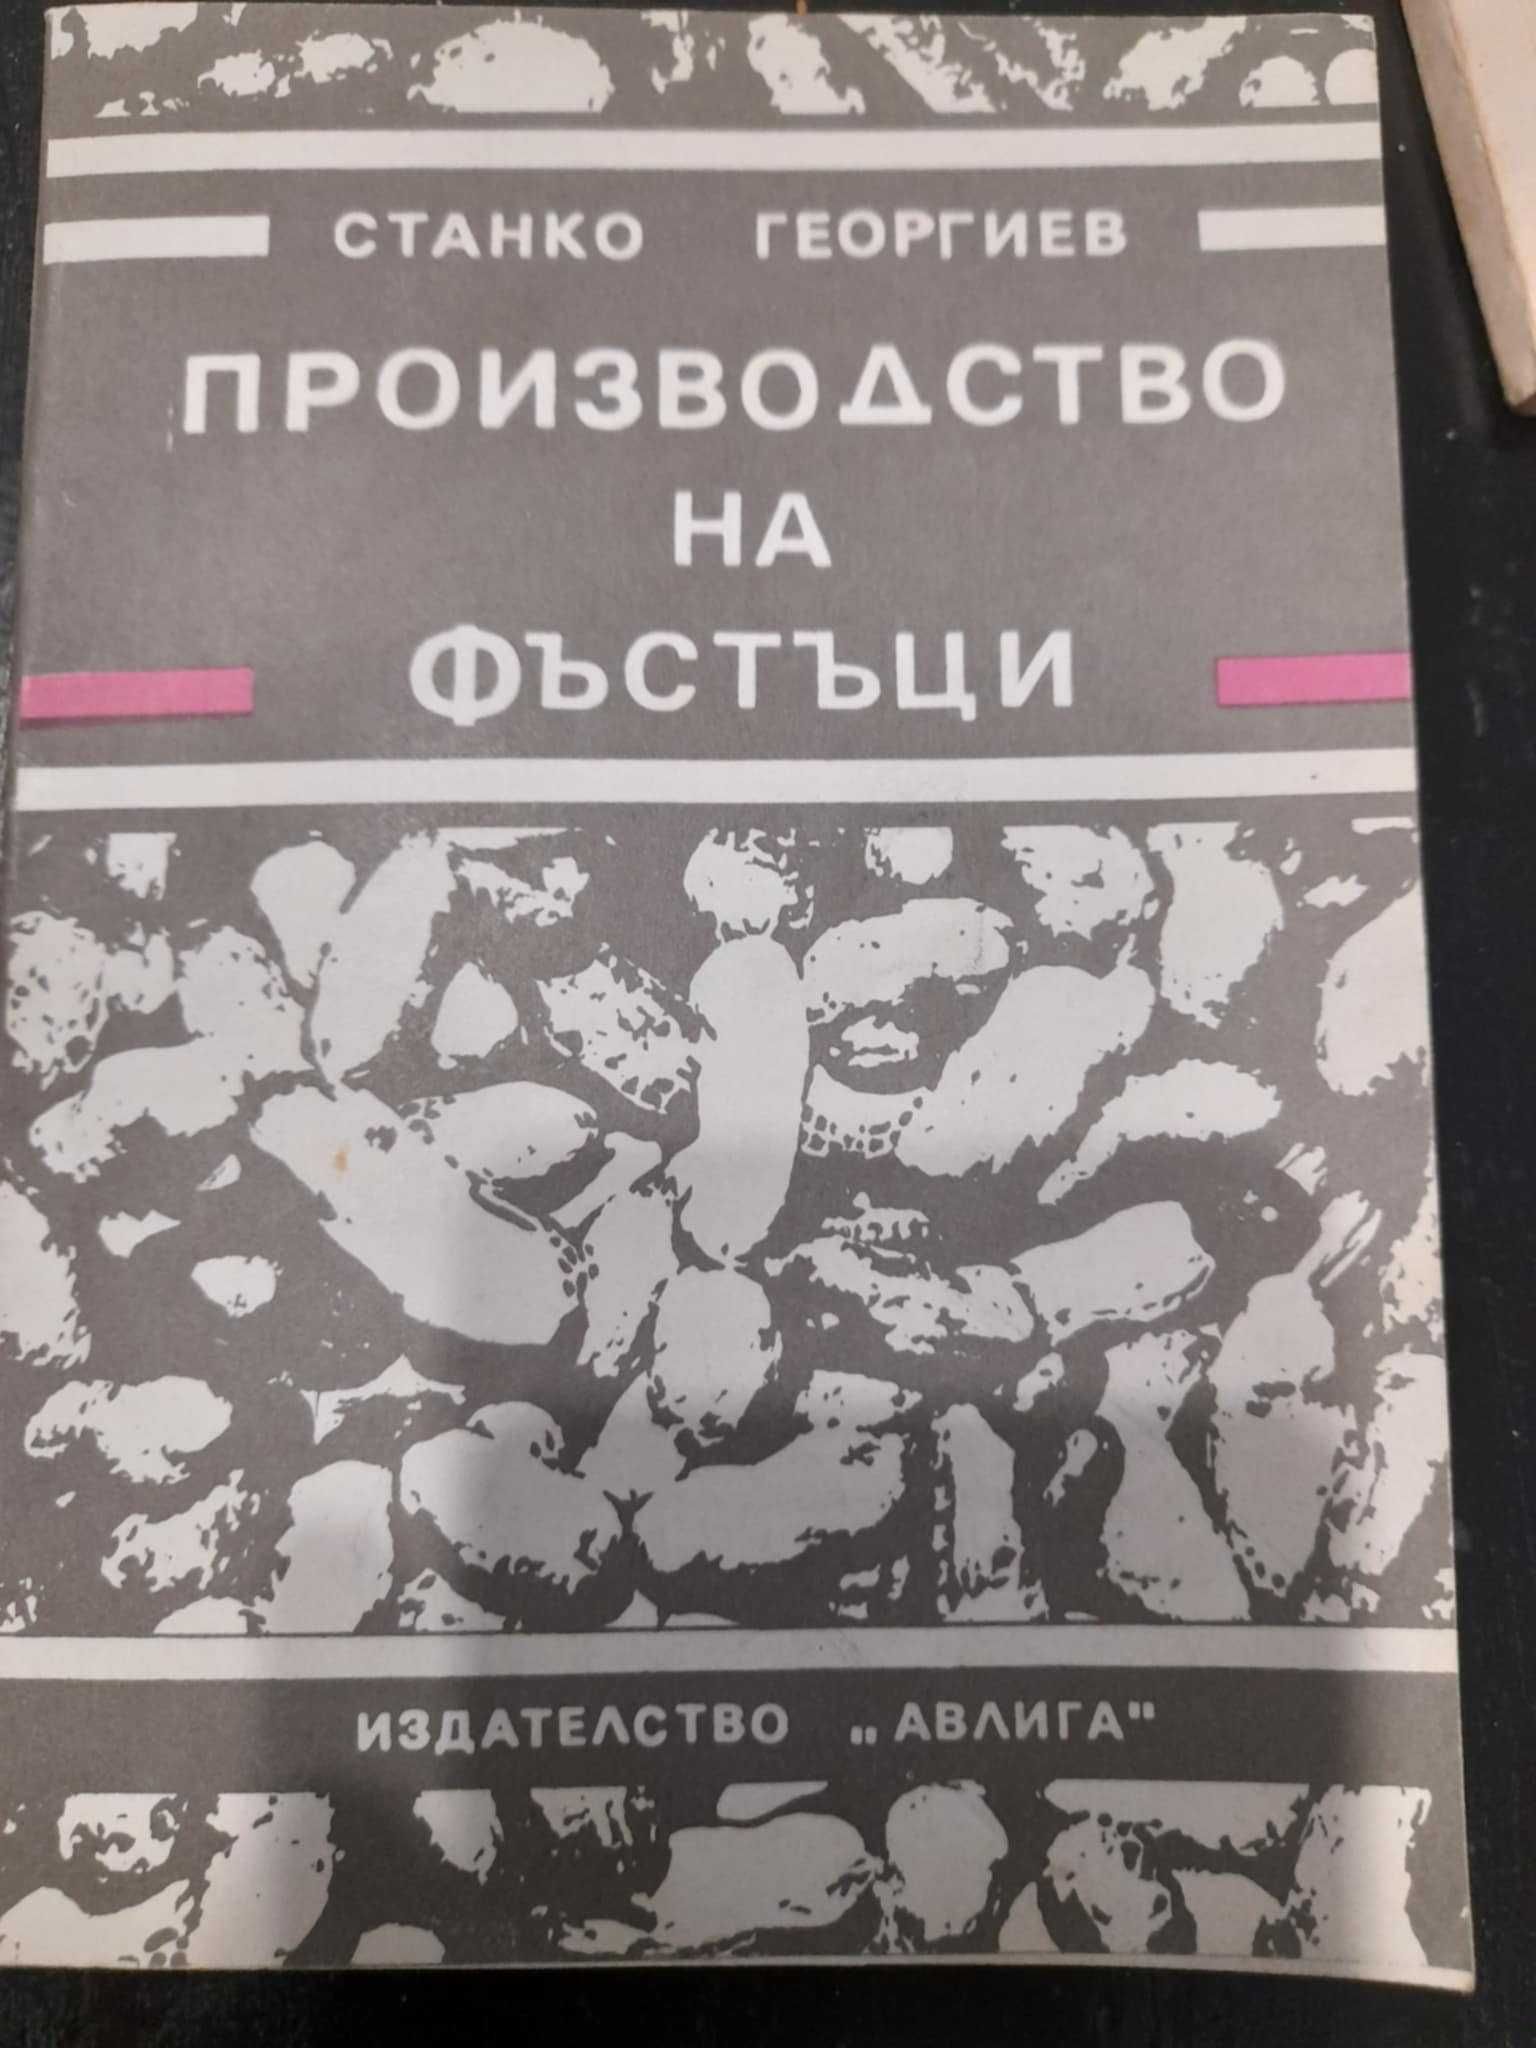 СТАНКО ГЕОРГИЕВ
ПРОИЗВОДСТВО
НА
ФЪСТЪЦИ
ИЗДАТЕЛСТВО „АВЛИГА"